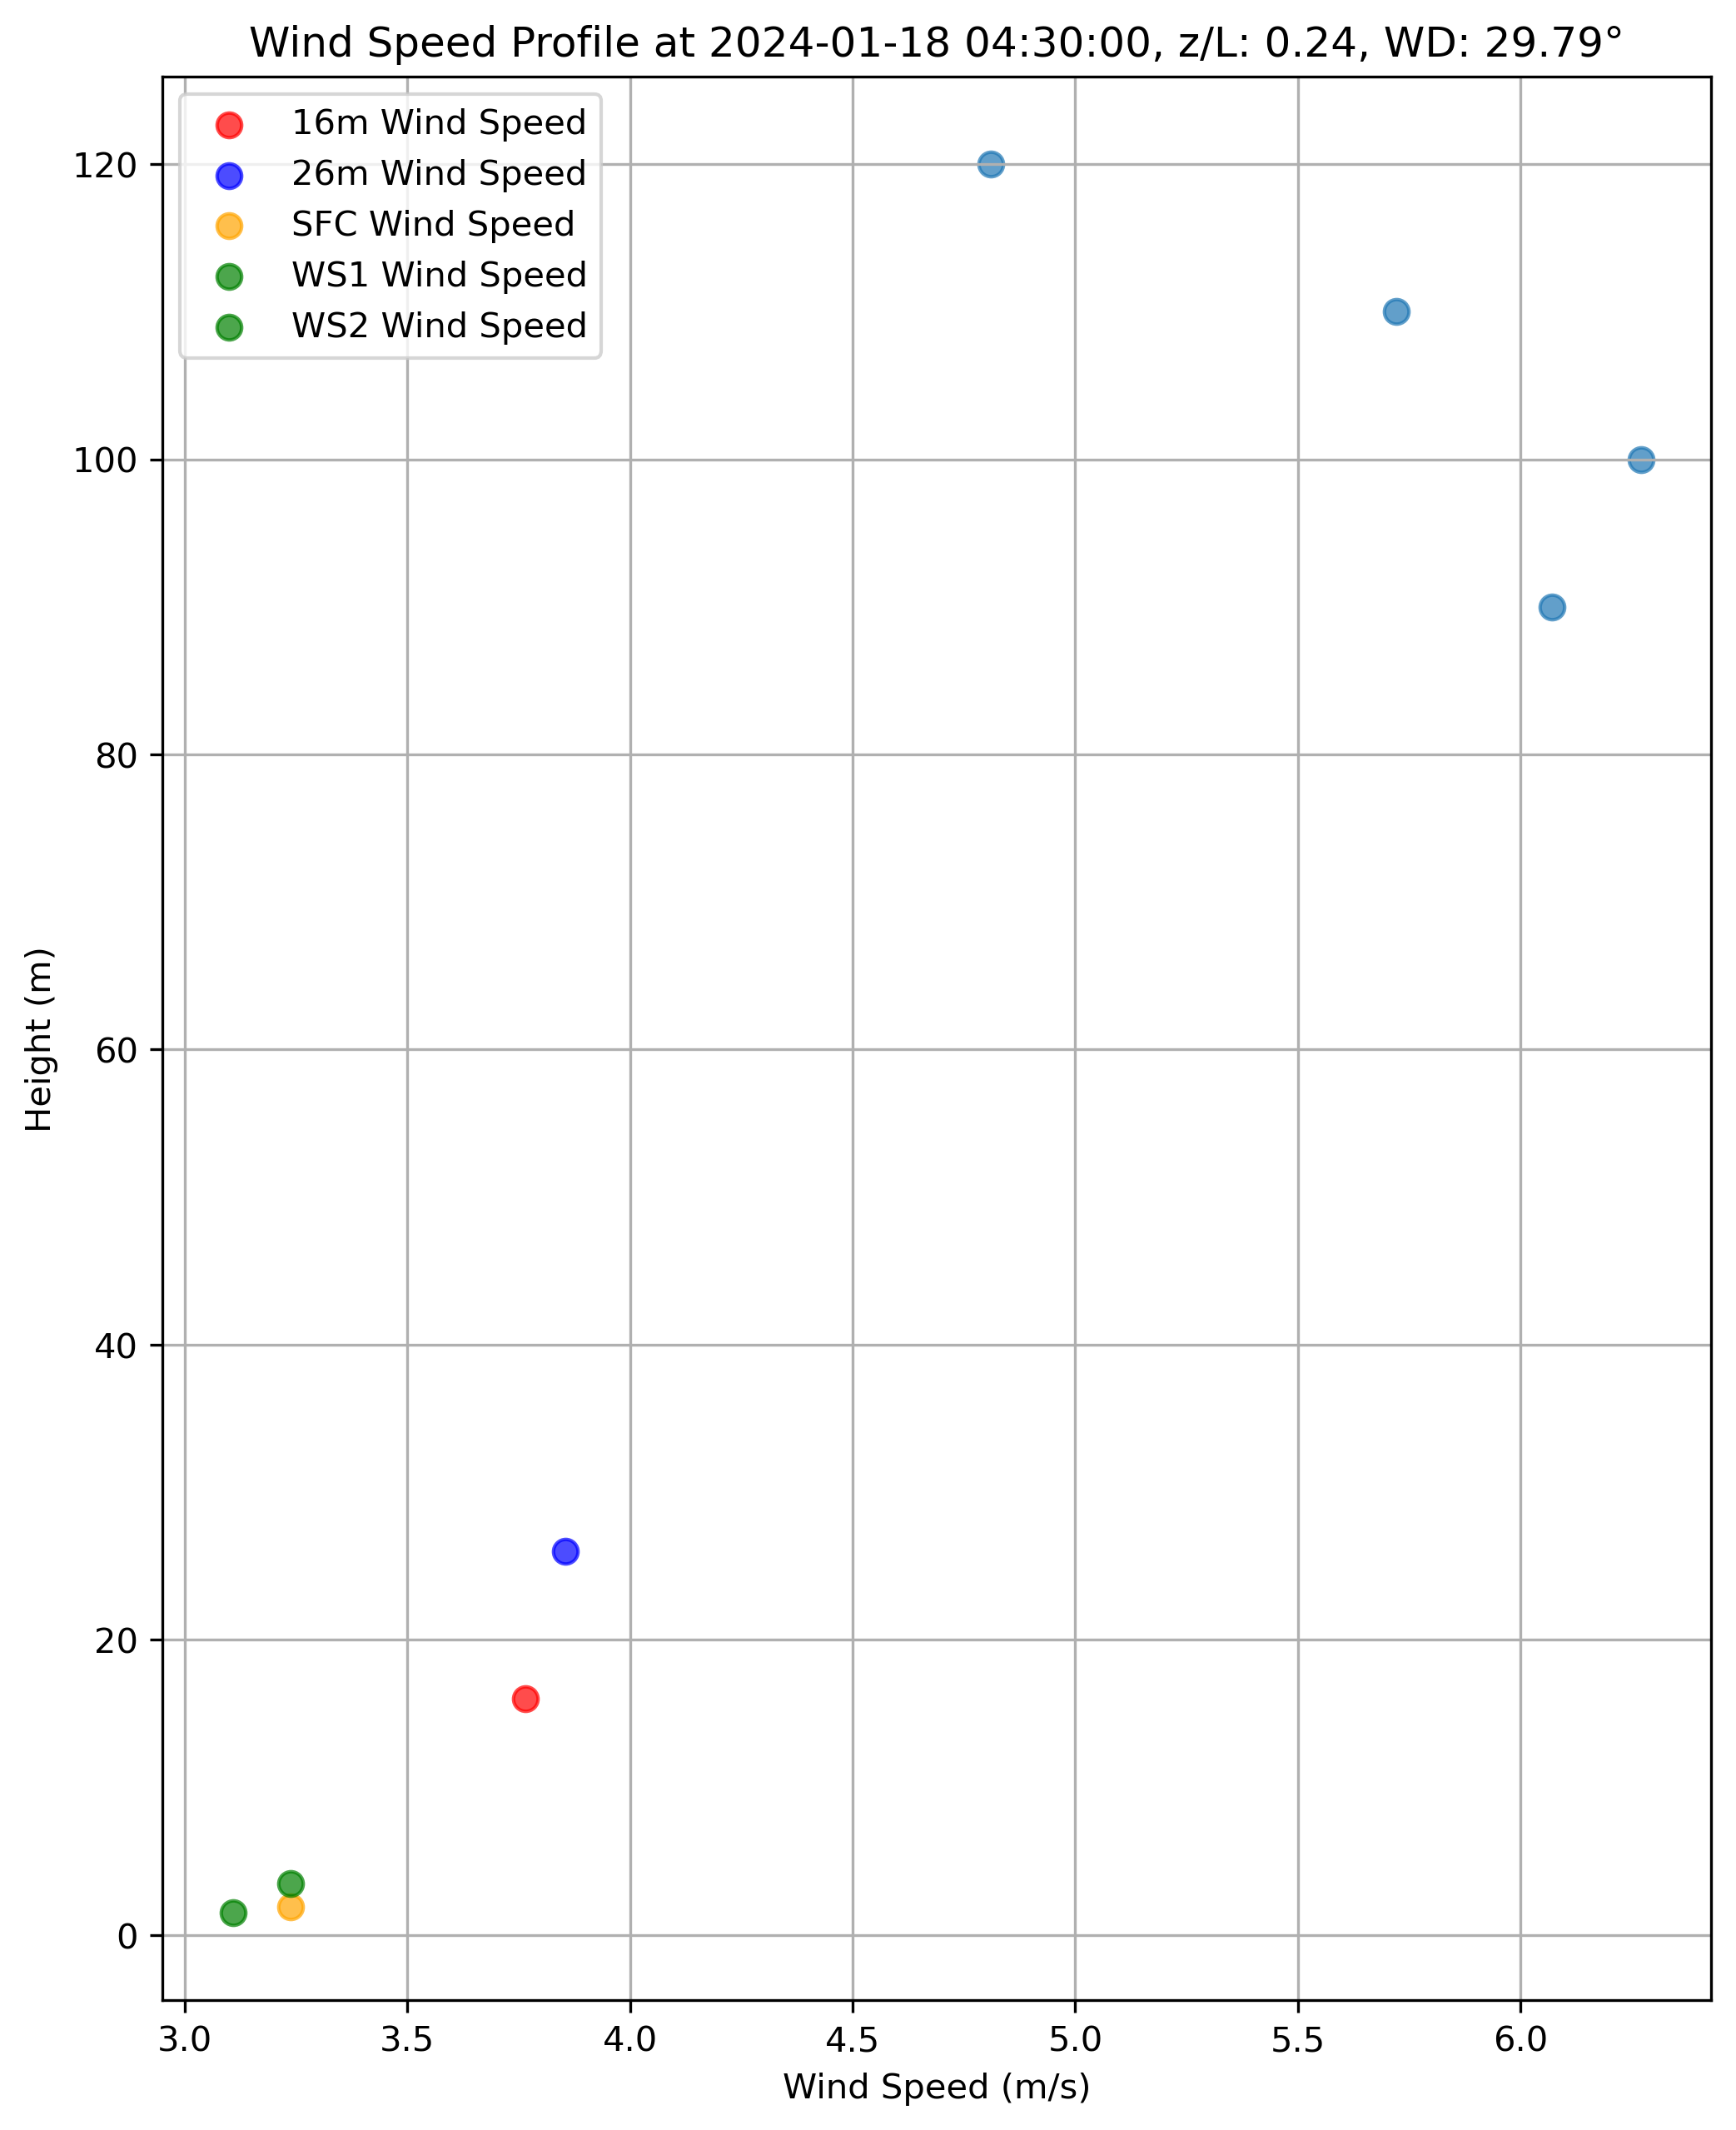 Wind Speed Profile at 2024-01-18 04:30:00, z/L: 0.24, WD: 29.79°
16m Wind Speed
26m Wind Speed
SFC Wind Speed
WS1 Wind Speed
WS2 Wind Speed
120
100
80
60
40
20
0
Height (m)
3.0 3.5 4.0 4.5 5.0 5.5 6.0
Wind Speed (m/s)